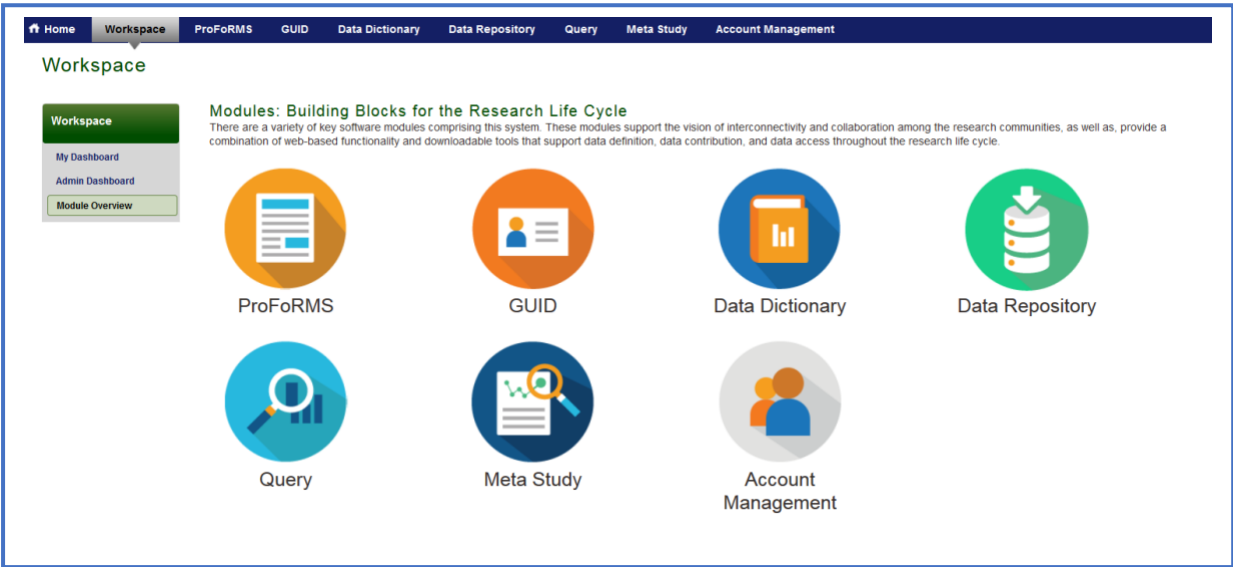 Home Workspace ProFoRMS GUID Data Dictionary Data Repository Query Meta Study Account Management
Workspace
Workspace
My Dashboard
Admin Dashboard
Module Overview
Modules: Building Blocks for the Research Life Cycle
There are a variety of key software modules comprising this system. These modules support the vision of interconnectivity and collaboration among the research communities, as well as, provide a
combination of web-based functionality and downloadable tools that support data definition, data contribution, and data access throughout the research life cycle.
ProFoRMS GUID Data Dictionary Data Repository
Query Meta Study Account
Management